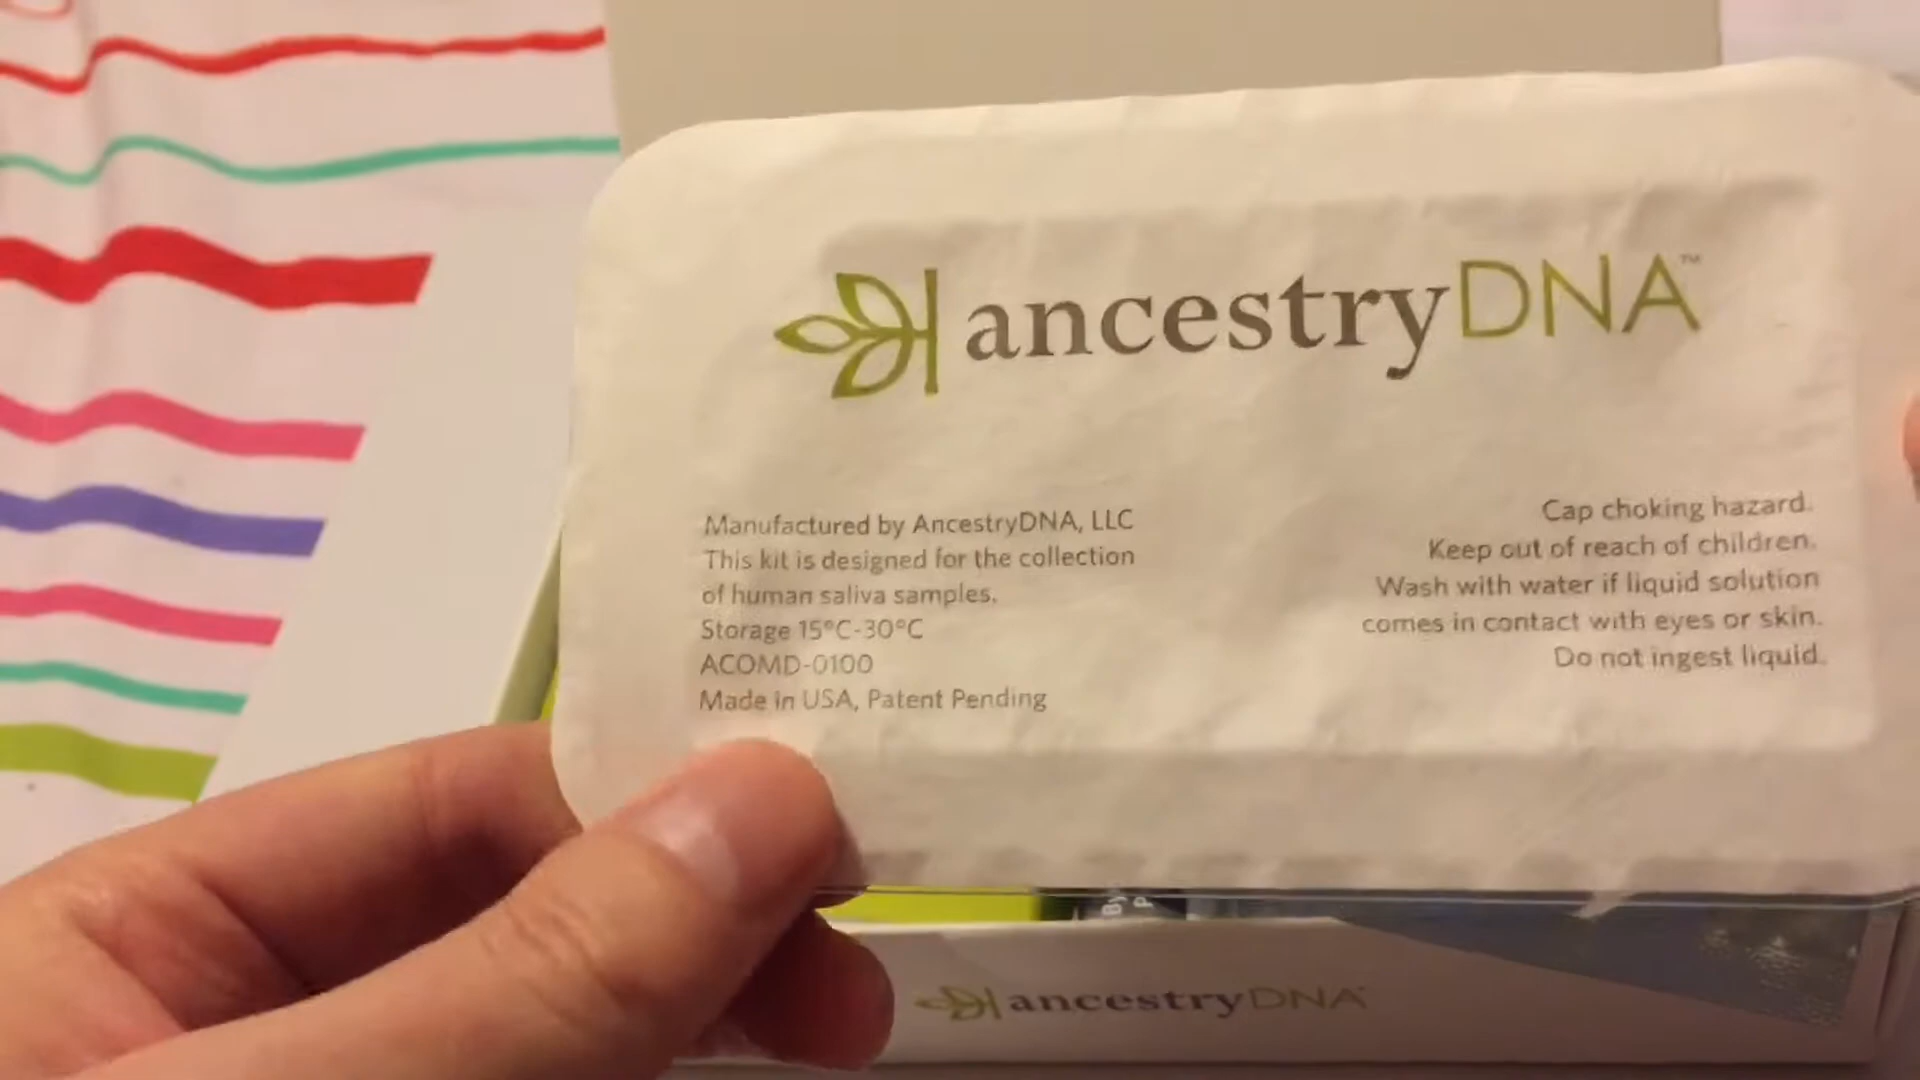 ancestryDNA™
Manufactured by AncestryDNA, LLC
This kit is designed for the collection
of human saliva samples.
Storage 15°C-30°C
ACOMD-0100
Made in USA, Patent Pending
Cap choking hazard.
Keep out of reach of children.
Wash with water if liquid solution
comes in contact with eyes or skin.
Do not ingest liquid.
By
ancestryDNA